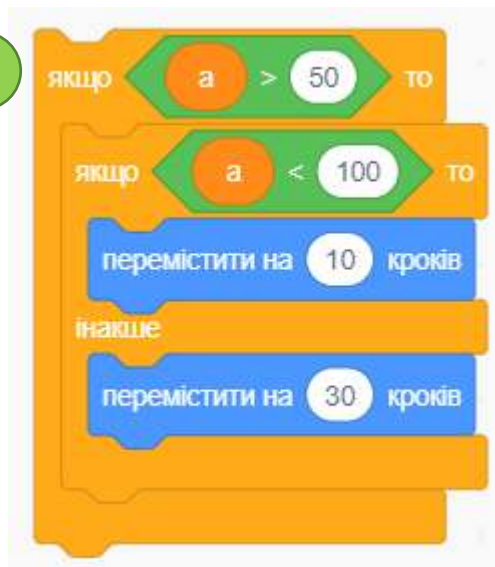 якщо a > 50 то
якщо a < 100 то
перемістити на 10 кроків
інакше
перемістити на 30 кроків